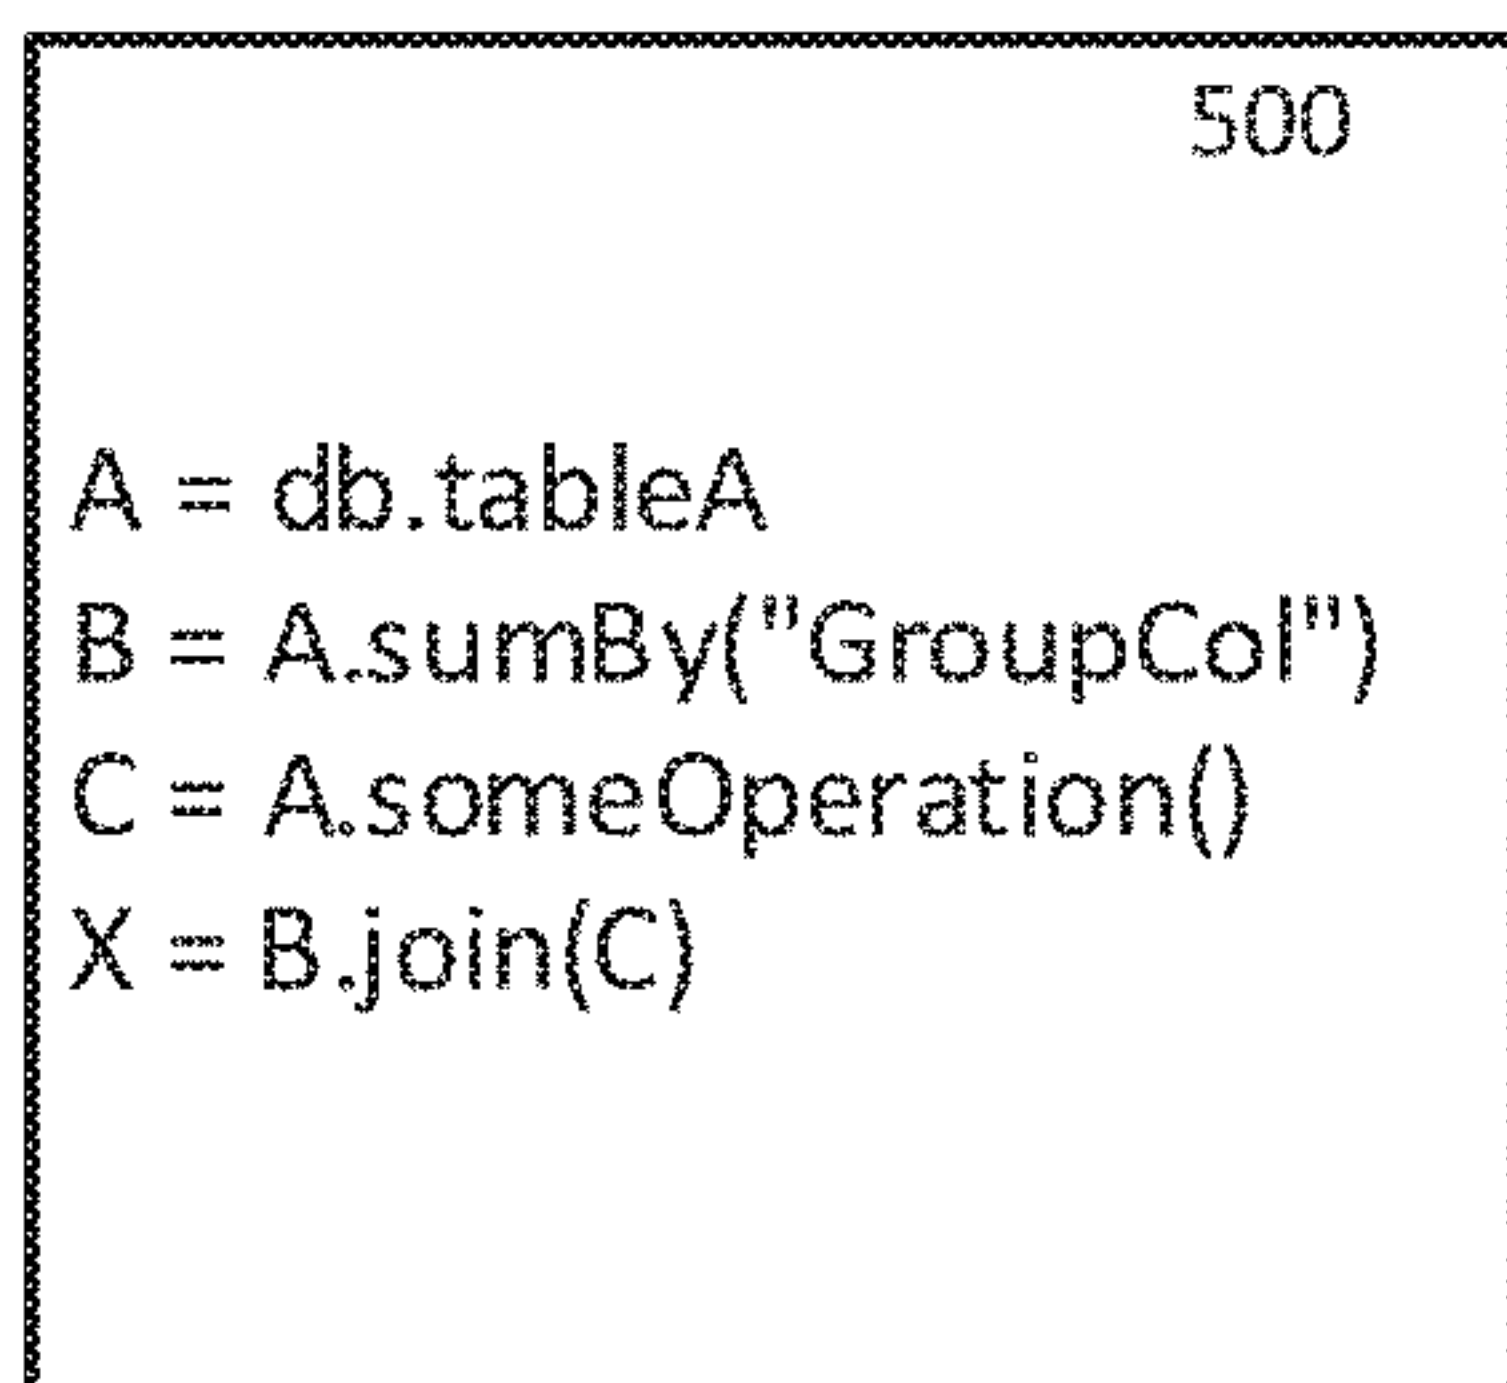 500
A = db.tableA
B = A.sumBy("GroupCol")
C = A.someOperation()
X = B.join(C)